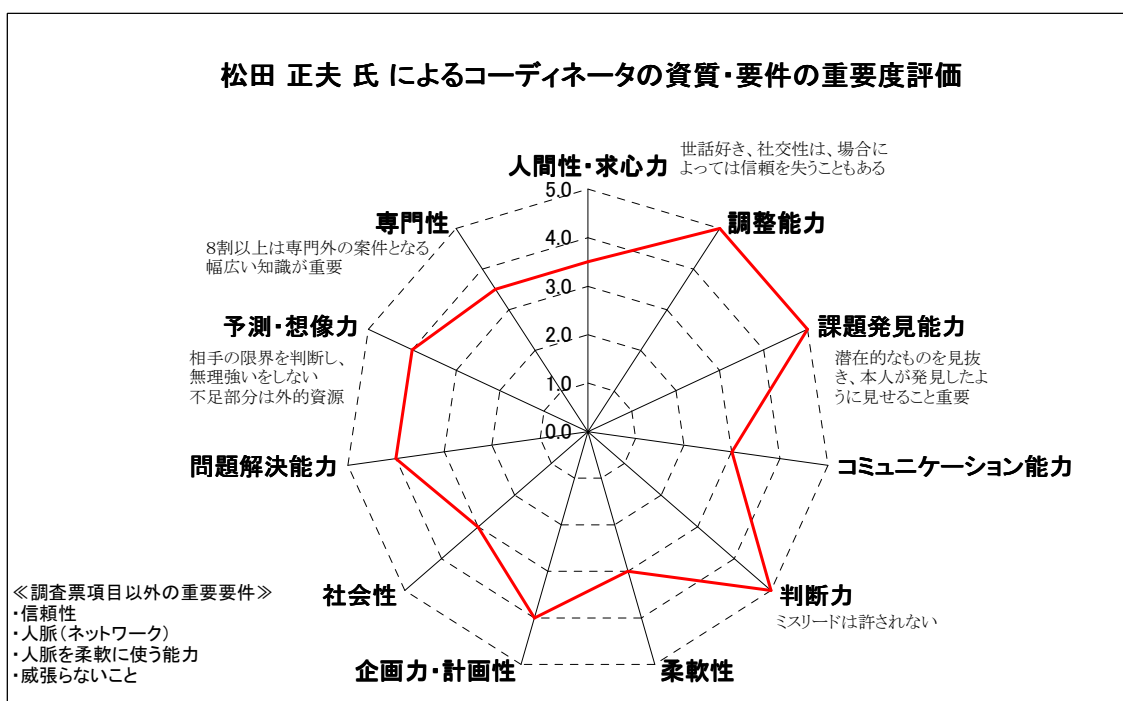 松田 正夫 氏 によるコーディネータの資質・要件の重要度評価
人間性・求心力
世話好き、社交性は、場合に
よっては信頼を失うこともある
5.0
4.0
3.0
2.0
1.0
0.0
調整能力
課題発見能力
潜在的なものを見抜
き、本人が発見したよ
うに見せること重要
コミュニケーション能力
判断力
ミスリードは許されない
柔軟性
企画力・計画性
社会性
問題解決能力
予測・想像力
相手の限界を判断し、
無理強いをしない
不足部分は外的資源
専門性
8割以上は専門外の案件となる
幅広い知識が重要
≪調査票項目以外の重要要件≫
・信頼性
・人脈(ネットワーク)
・人脈を柔軟に使う能力
・威張らないこと